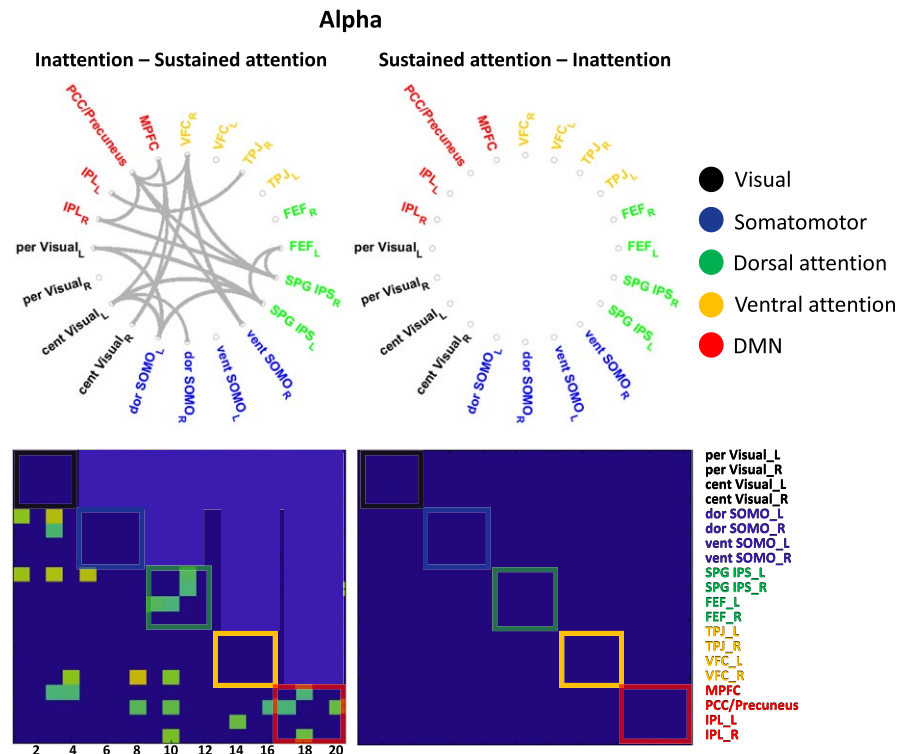 Alpha
Inattention – Sustained attention
Sustained attention – Inattention
PCC/Precuneus
MPFC
VFC_R
VFC_L
TPJ_R
TPJ_L
FEF_R
FEF_L
SPG IPS_R
SPG IPS_L
vent SOMO_R
vent SOMO_L
dor SOMO_R
dor SOMO_L
cent Visual_R
cent Visual_L
per Visual_R
per Visual_L
IPL_R
IPL_L
PCC/Precuneus
MPFC
VFC_R
VFC_L
TPJ_R
TPJ_L
FEF_R
FEF_L
SPG IPS_R
SPG IPS_L
vent SOMO_R
vent SOMO_L
dor SOMO_R
dor SOMO_L
cent Visual_R
cent Visual_L
per Visual_R
per Visual_L
IPL_R
IPL_L
Visual
Somatomotor
Dorsal attention
Ventral attention
DMN
per Visual_L
per Visual_R
cent Visual_L
cent Visual_R
dor SOMO_L
dor SOMO_R
vent SOMO_L
vent SOMO_R
SPG IPS_L
SPG IPS_R
FEF_L
FEF_R
TPJ_L
TPJ_R
VFC_L
VFC_R
MPFC
PCC/Precuneus
IPL_L
IPL_R
2 4 6 8 10 12 14 16 18 20